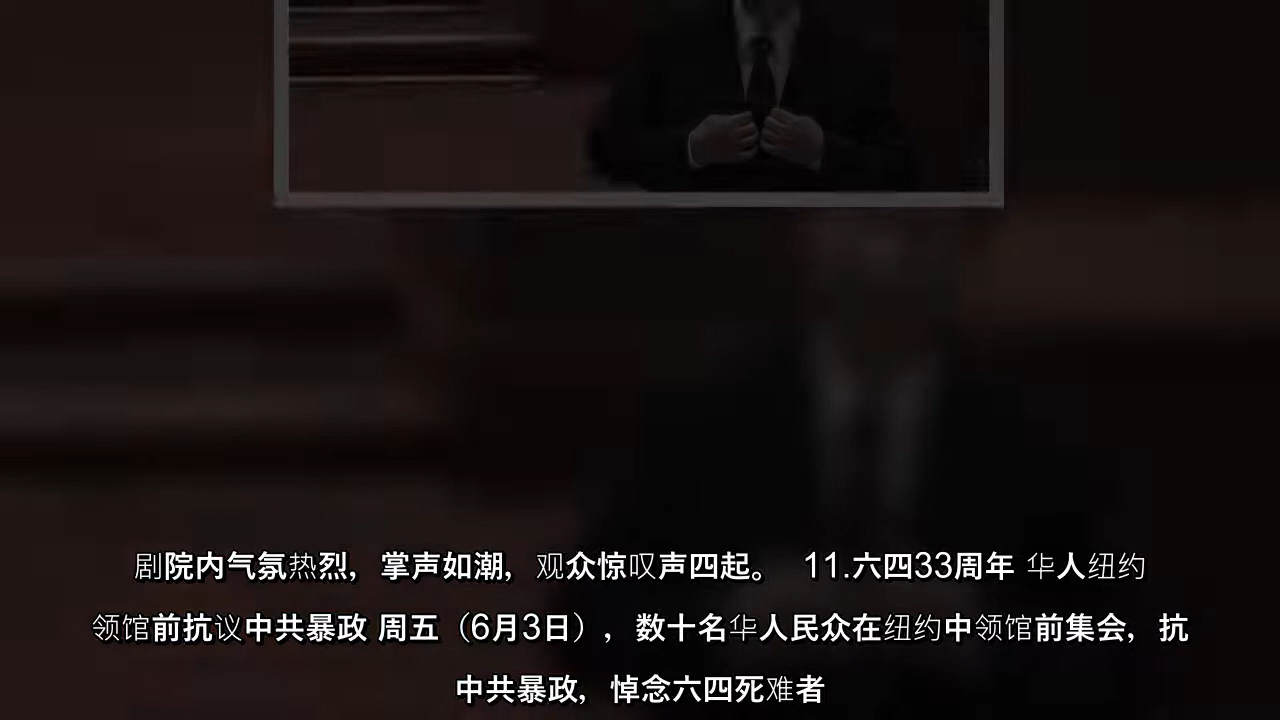 剧院内气氛热烈，掌声如潮，观众惊叹声四起。 11.六四33周年 华人纽约
领馆前抗议中共暴政 周五（6月3日），数十名华人民众在纽约中领馆前集会，抗
中共暴政，悼念六四死难者